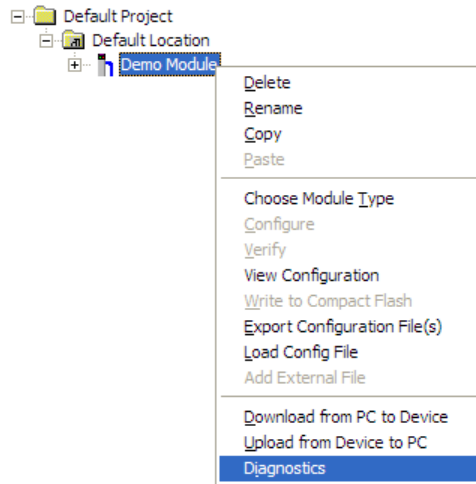 Default Project
Default Location
Demo Module
Delete
Rename
Copy
Paste
Choose Module Type
Configure
Verify
View Configuration
Write to Compact Flash
Export Configuration File(s)
Load Config File
Add External File
Download from PC to Device
Upload from Device to PC
Diagnostics